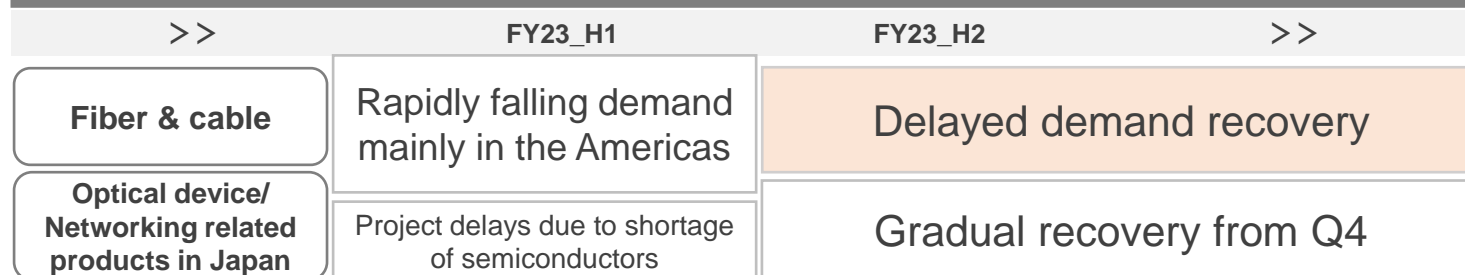 >> FY23_H1 FY23_H2 >>
Fiber & cable
Rapidly falling demand
mainly in the Americas
Delayed demand recovery
Optical device/
Networking related
products in Japan
Project delays due to shortage
of semiconductors
Gradual recovery from Q4